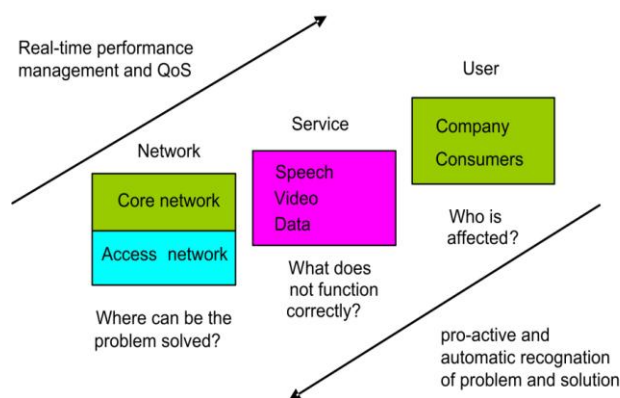 Real-time performance
management and QoS
User
Company
Consumers
Service
Speech
Video
Data
Network
Core network
Access network
Who is
affected?
What does
not function
correctly?
Where can be the
problem solved?
pro-active and
automatic recognation
of problem and solution